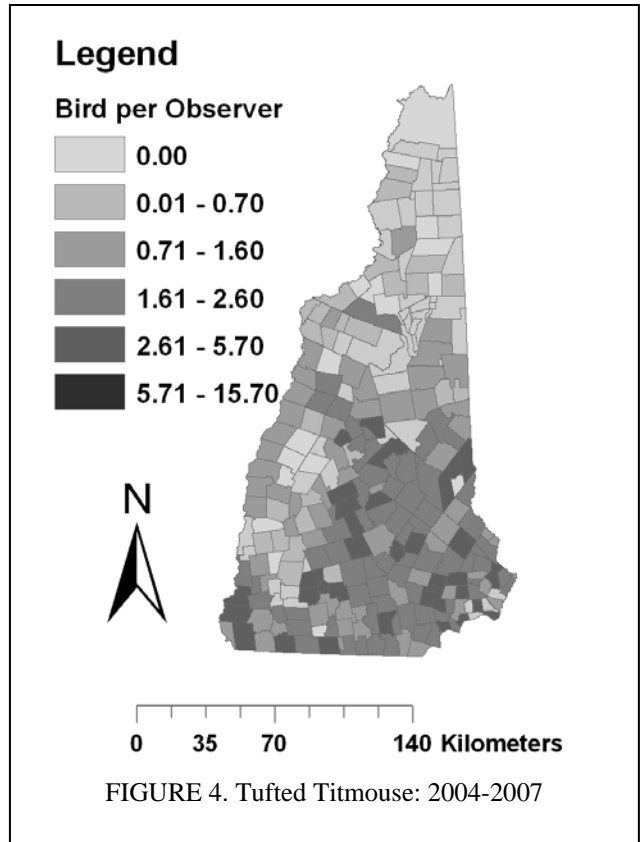 Legend
Bird per Observer
0.00
0.01 - 0.70
0.71 - 1.60
1.61 - 2.60
2.61 - 5.70
5.71 - 15.70
N
0 35 70 140 Kilometers
FIGURE 4. Tufted Titmouse: 2004-2007